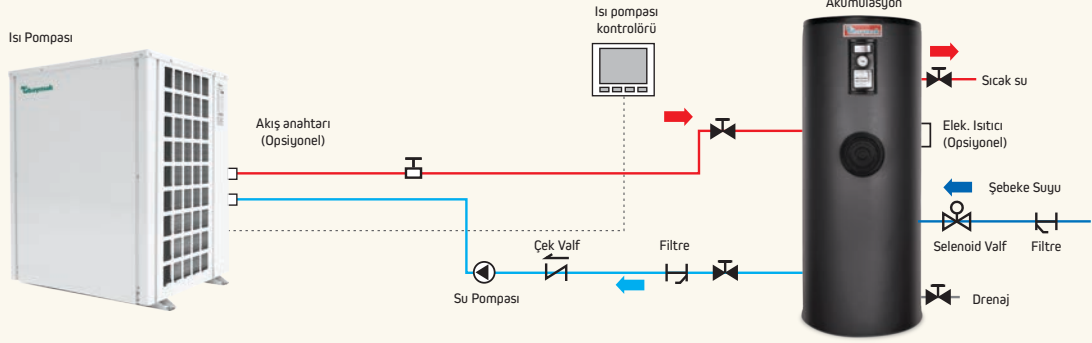 Akümülasyon
Isı pompası
kontrolörü
Isı Pompası
Baymak
Sıcak su
Akış anahtarı
(Opsiyonel)
Elek. Isıtıcı
(Opsiyonel)
Şebeke Suyu
Çek Valf
Filtre
Selenoid Valf
Filtre
Su Pompası
Drenaj